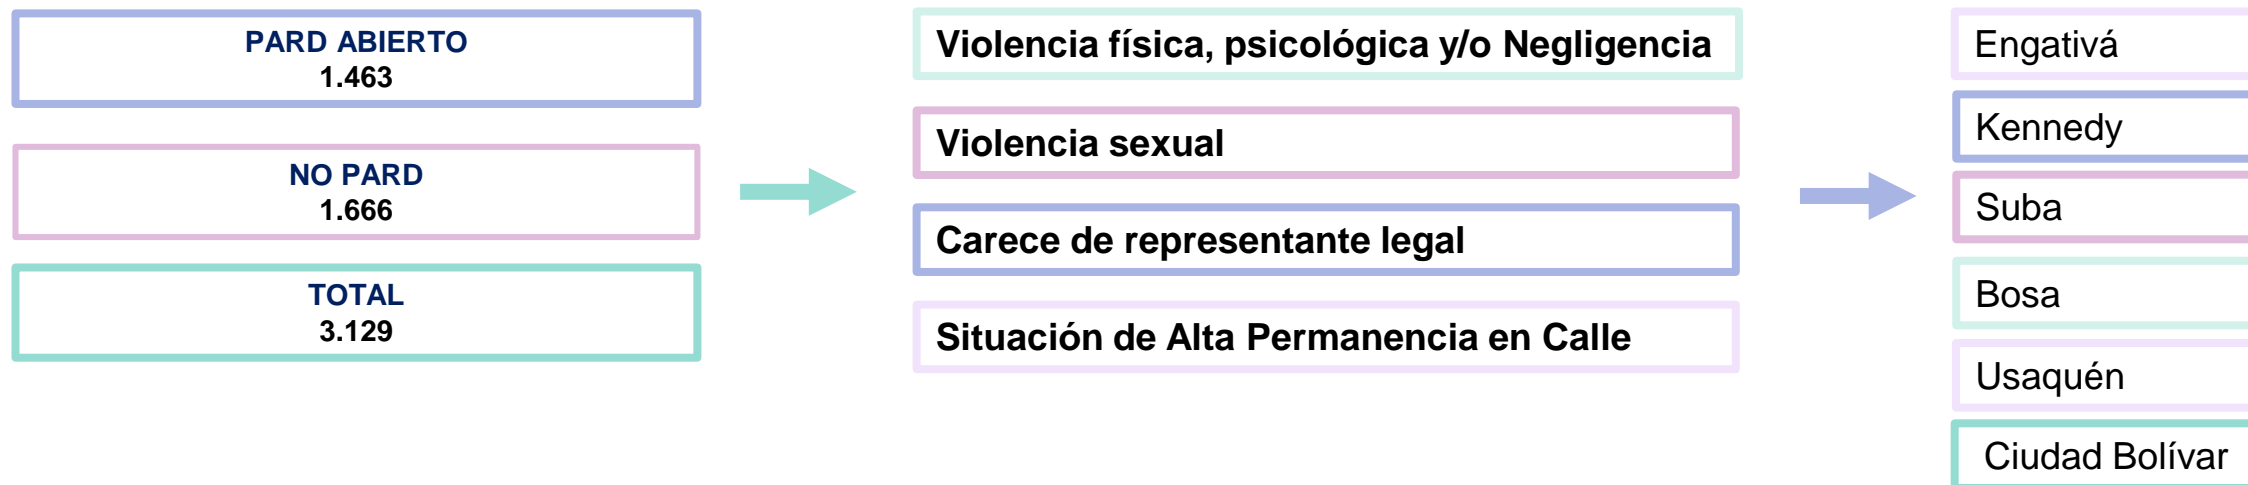 PARD ABIERTO
1.463
NO PARD
1.666
TOTAL
3.129
Violencia física, psicológica y/o Negligencia
Violencia sexual
Carece de representante legal
Situación de Alta Permanencia en Calle
Engativá
Kennedy
Suba
Bosa
Usaquén
Ciudad Bolívar